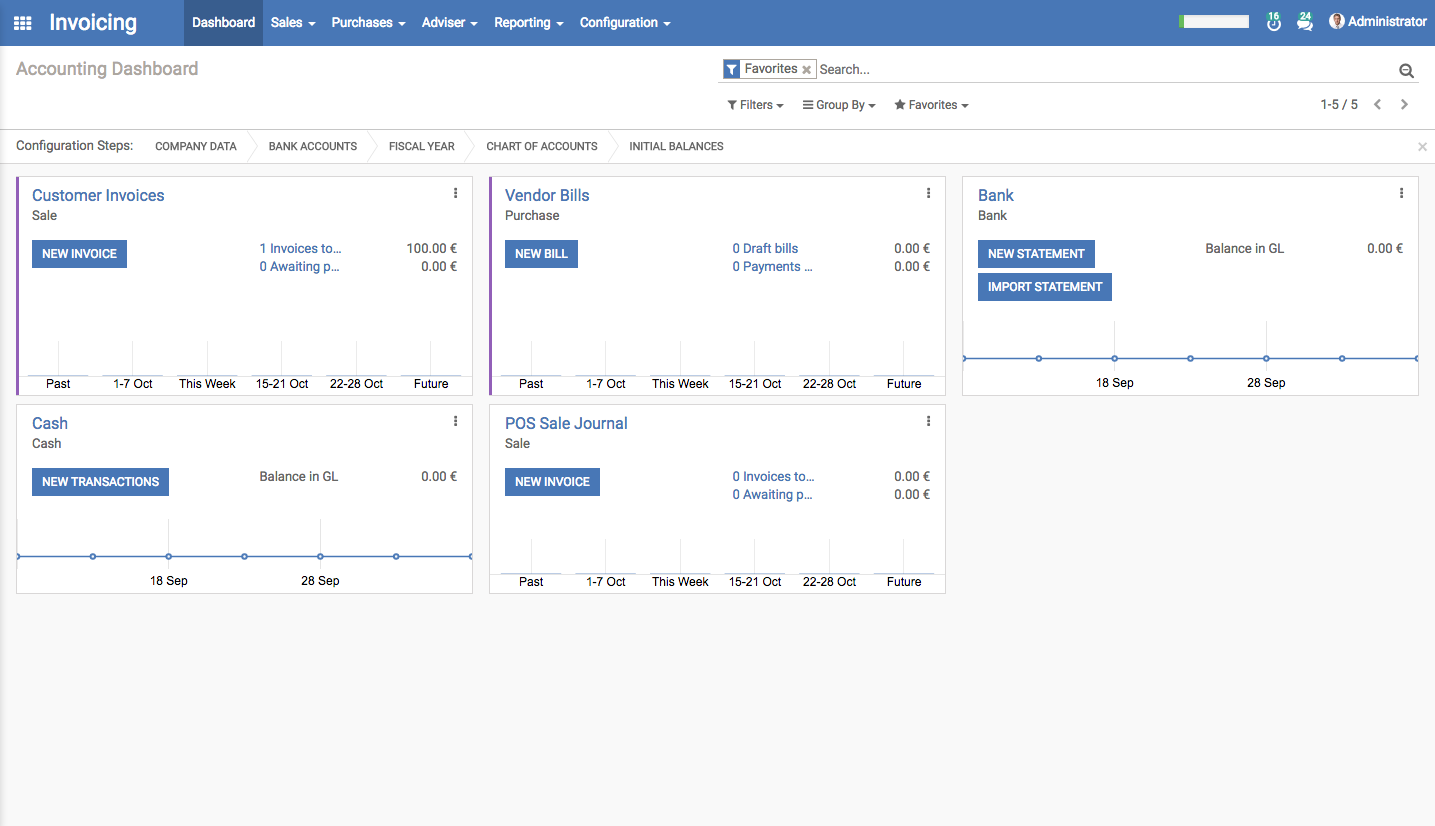 Invoicing Dashboard Sales Purchases Adviser Reporting Configuration 16 24 Administrator
Accounting Dashboard
Favorites Search...
Filters Group By Favorites 1-5 / 5
Configuration Steps: COMPANY DATA BANK ACCOUNTS FISCAL YEAR CHART OF ACCOUNTS INITIAL BALANCES
Customer Invoices
Sale
NEW INVOICE
1 Invoices to... 100.00 €
0 Awaiting p... 0.00 €
Past 1-7 Oct This Week 15-21 Oct 22-28 Oct Future
Vendor Bills
Purchase
NEW BILL
0 Draft bills 0.00 €
0 Payments ... 0.00 €
Past 1-7 Oct This Week 15-21 Oct 22-28 Oct Future
Bank
Bank
NEW STATEMENT
IMPORT STATEMENT
Balance in GL 0.00 €
18 Sep 28 Sep
Cash
Cash
NEW TRANSACTIONS
Balance in GL 0.00 €
18 Sep 28 Sep
POS Sale Journal
Sale
NEW INVOICE
0 Invoices to... 0.00 €
0 Awaiting p... 0.00 €
Past 1-7 Oct This Week 15-21 Oct 22-28 Oct Future